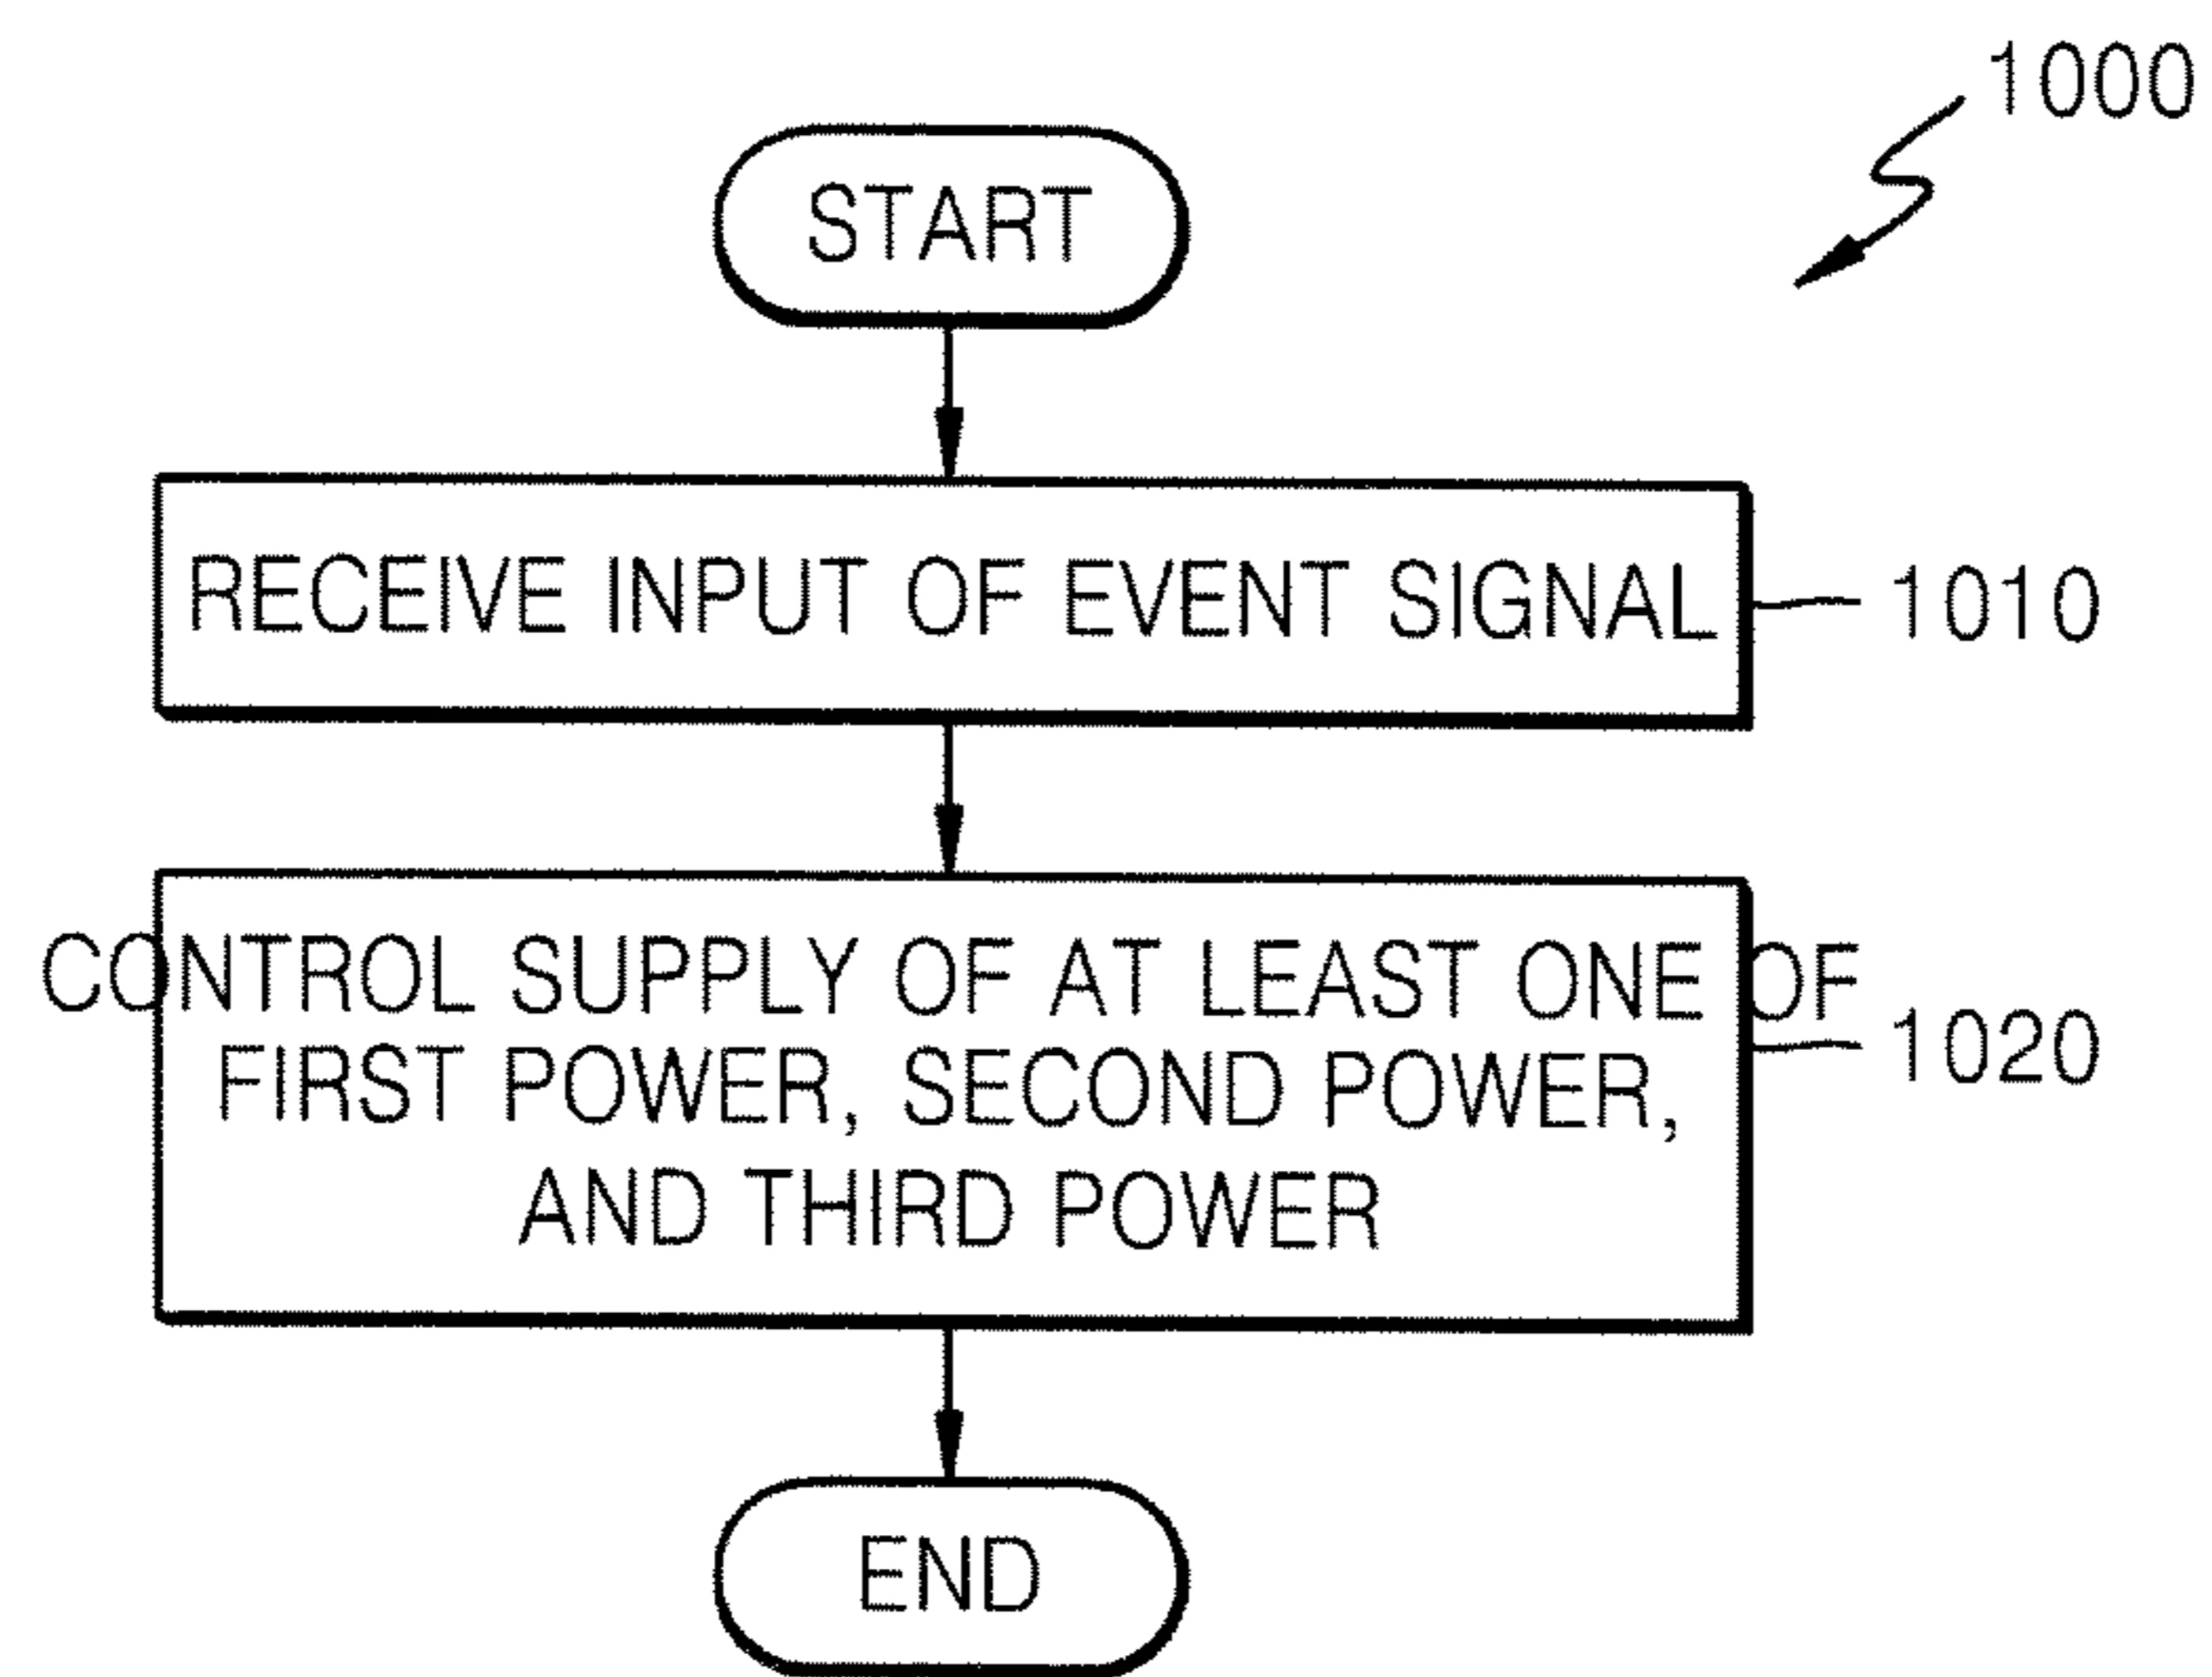 1000
START
RECEIVE INPUT OF EVENT SIGNAL
1010
CONTROL SUPPLY OF AT LEAST ONE OF
FIRST POWER, SECOND POWER,
AND THIRD POWER
1020
END